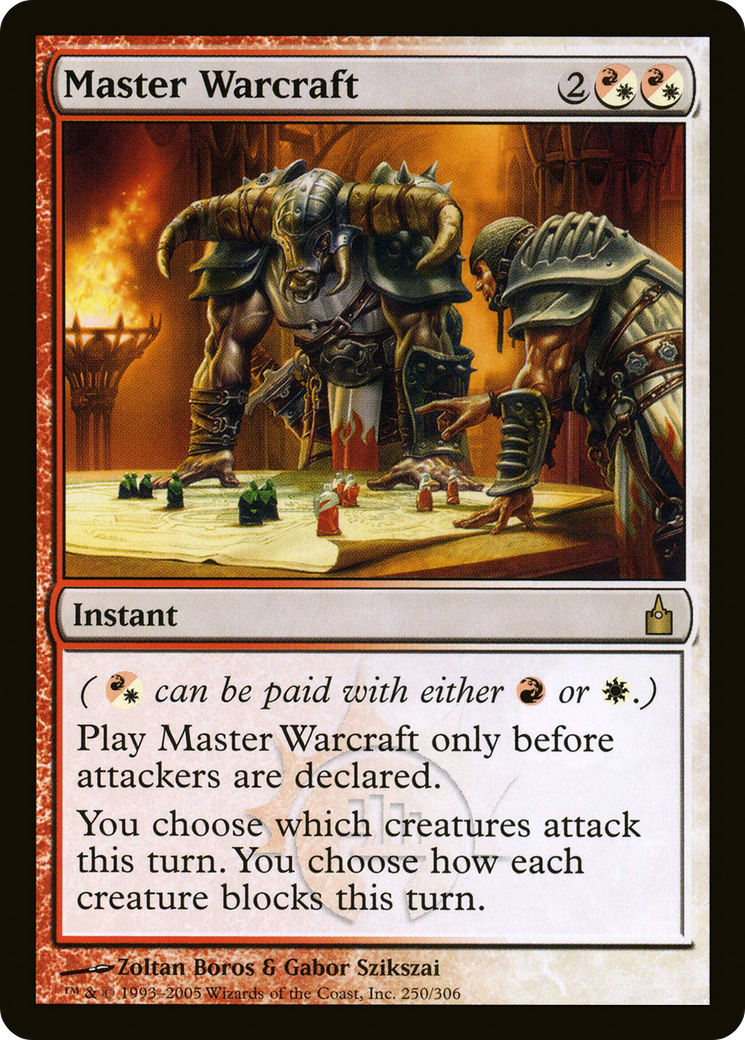 Master Warcraft 2
Instant
( can be paid with either or .)
Play Master Warcraft only before
attackers are declared.
You choose which creatures attack
this turn. You choose how each
creature blocks this turn.
Zoltan Boros & Gabor Szikszai
™ & © 1993–2005 Wizards of the Coast, Inc. 250/306